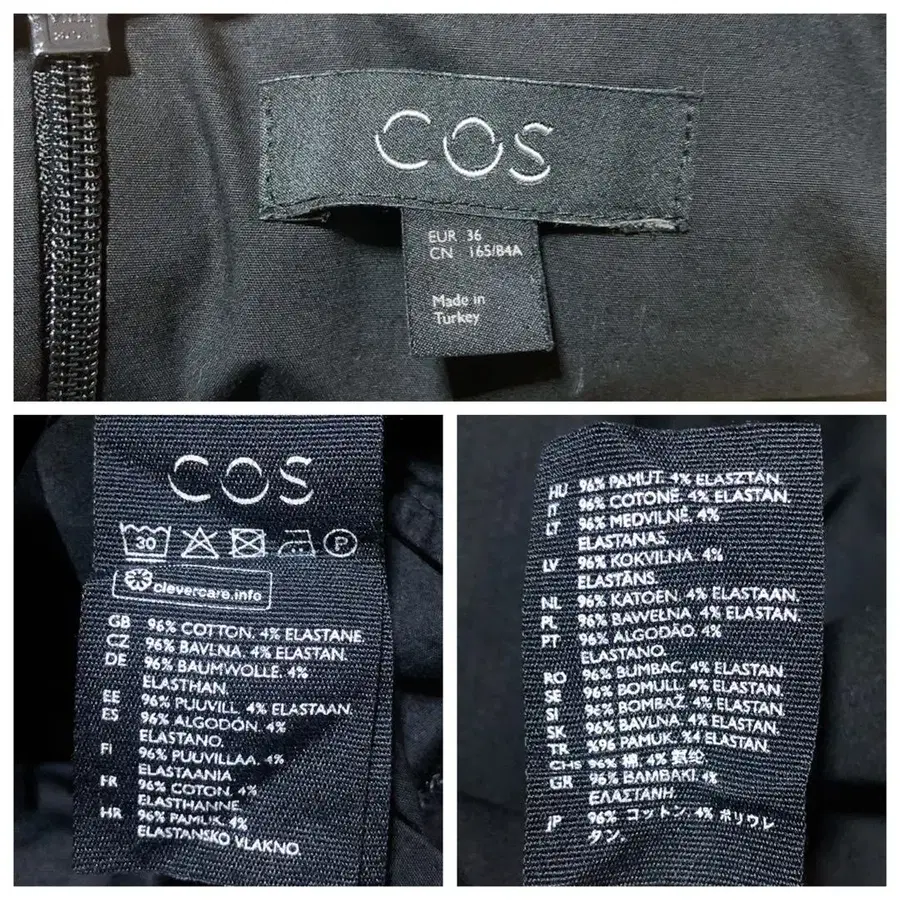 COS
EUR 36
CN 165/84A
Made in
Turkey
COS
30
P
clevercare.info
GB 96% COTTON. 4% ELASTANE.
CZ 96% BAVLNA. 4% ELASTAN.
DE 96% BAUMWOLLE. 4%
ELASTHAN.
EE 96% PUUVILL. 4% ELASTAAN.
ES 96% ALGODÓN. 4%
ELASTANO.
FI 96% PUUVILLAA. 4%
ELASTAANIA
FR 96% COTON. 4%
ELASTHANNE.
HR 96% PAMUK. 4%
ELASTANSKO VLAKNO.
HU 96% PAMUT. 4% ELASZTÁN.
IT 96% COTONE. 4% ELASTAN.
LT 96% MEDVILNĖ. 4%
ELASTANAS.
LV 96% KOKVILNA. 4%
ELASTĀNS.
NL 96% KATOEN. 4% ELASTAAN.
PL 96% BAWEŁNA. 4% ELASTAN.
PT 96% ALGODÃO. 4%
ELASTANO.
RO 96% BUMBAC. 4% ELASTAN
SE 96% BOMULL. 4% ELASTAN.
SI 96% BOMBAŽ. 4% ELASTAN.
SK 96% BAVLNA. 4% ELASTAN.
TR %96 PAMUK. %4 ELASTAN.
CHS 96% 棉. 4% 氨纶
GR 96% ΒΑΜΒΑΚΙ. 4%
ΕΛΑΣΤΑΝΗ.
JP 96% コットン. 4% ポリウレ
タン.